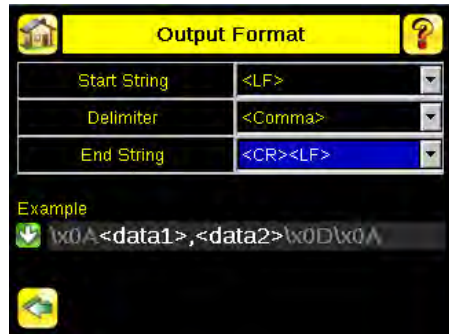 Output Format
?
Start String <LF>
Delimiter <Comma>
End String <CR><LF>
Example
\x0A<data1>,<data2>\x0D\x0A